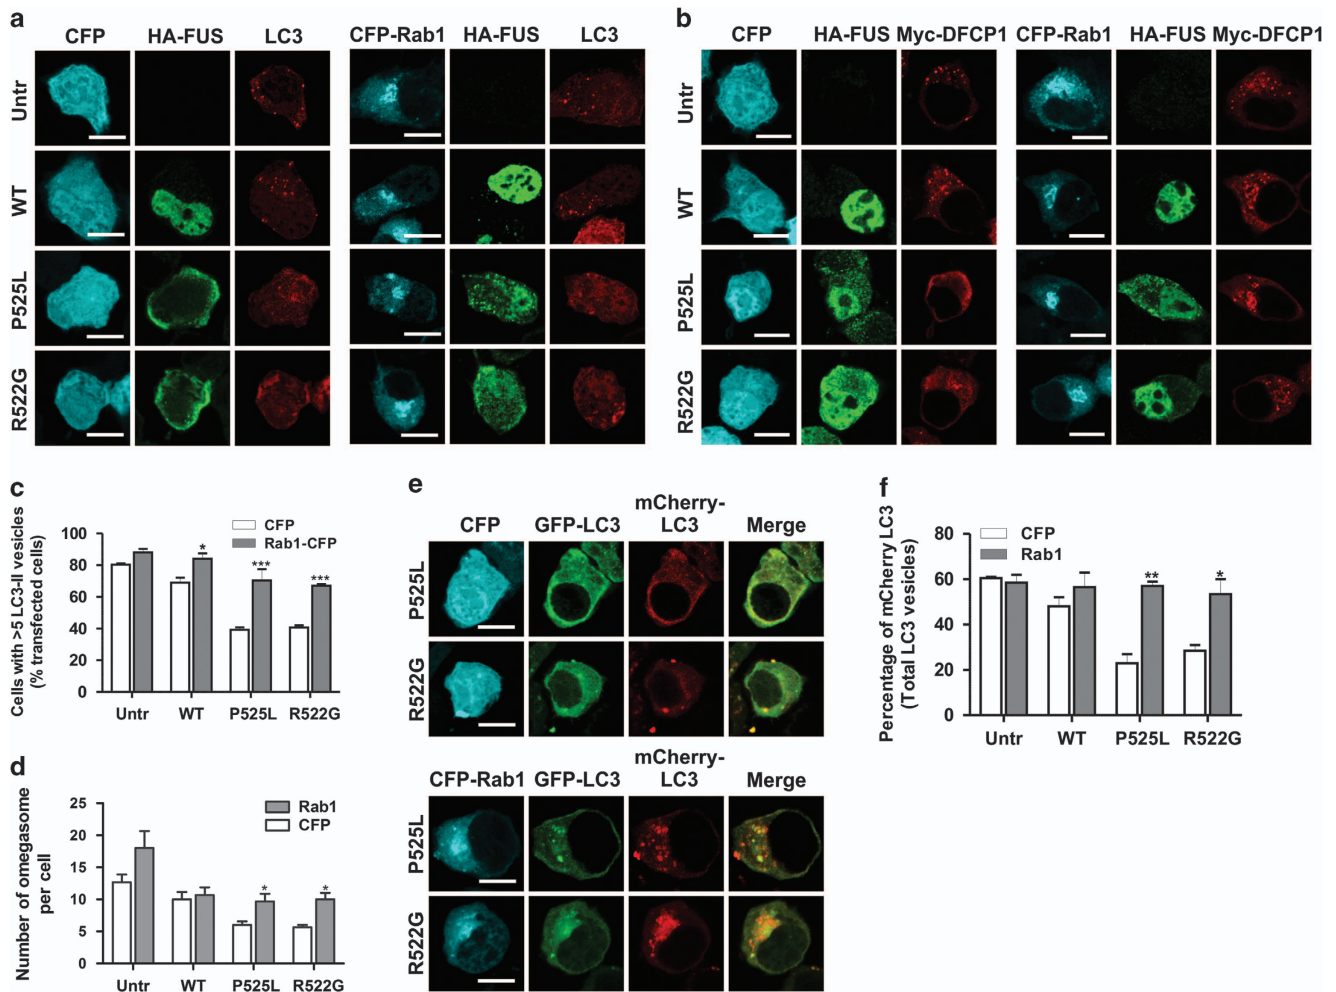 a
CFP HA-FUS LC3 CFP-Rab1 HA-FUS LC3
Untr
WT
P525L
R522G
b
CFP HA-FUS Myc-DFCP1 CFP-Rab1 HA-FUS Myc-DFCP1
Untr
WT
P525L
R522G
c
Cells with >5 LC3-II vesicles
(% transfected cells)
100
80
60
40
20
0
CFP
Rab1-CFP
*
***
***
Untr WT P525L R522G
d
Number of omegasome
per cell
25
20
15
10
5
0
Rab1
CFP
*
*
Untr WT P525L R522G
e
mCherry-
CFP GFP-LC3 LC3 Merge
P525L
R522G
mCherry-
CFP-Rab1 GFP-LC3 LC3 Merge
P525L
R522G
f
Percentage of mCherry LC3
(Total LC3 vesicles)
80
60
40
20
0
CFP
Rab1
**
*
Untr WT P525L R522G